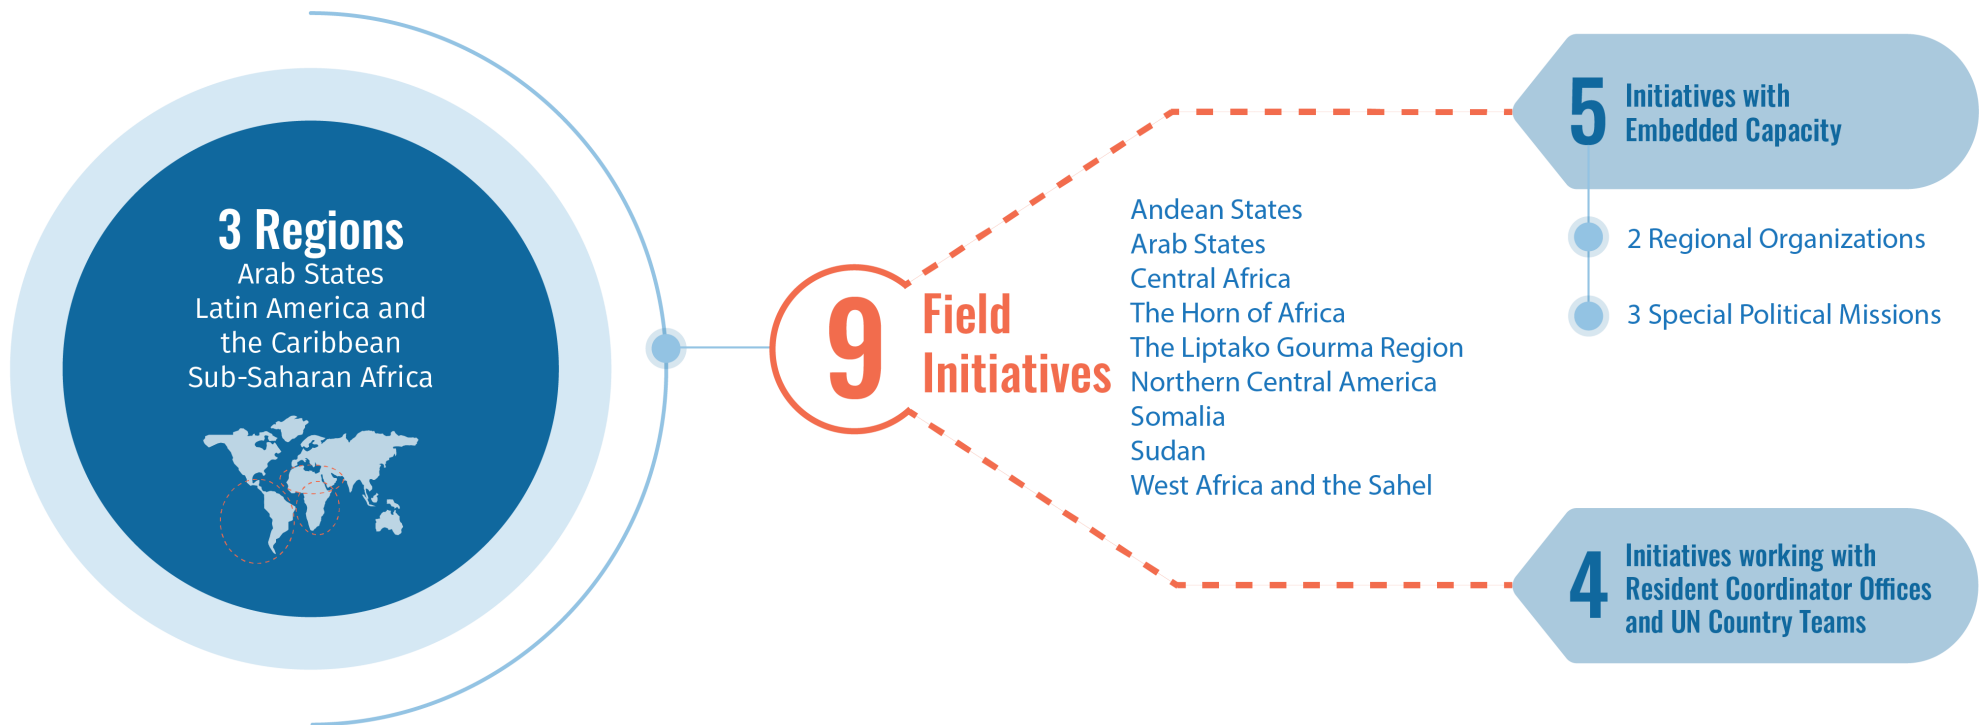 3 Regions
Arab States
Latin America and
the Caribbean
Sub-Saharan Africa
9
Field
Initiatives
Andean States
Arab States
Central Africa
The Horn of Africa
The Liptako Gourma Region
Northern Central America
Somalia
Sudan
West Africa and the Sahel
5
Initiatives with
Embedded Capacity
2 Regional Organizations
3 Special Political Missions
4
Initiatives working with
Resident Coordinator Offices
and UN Country Teams